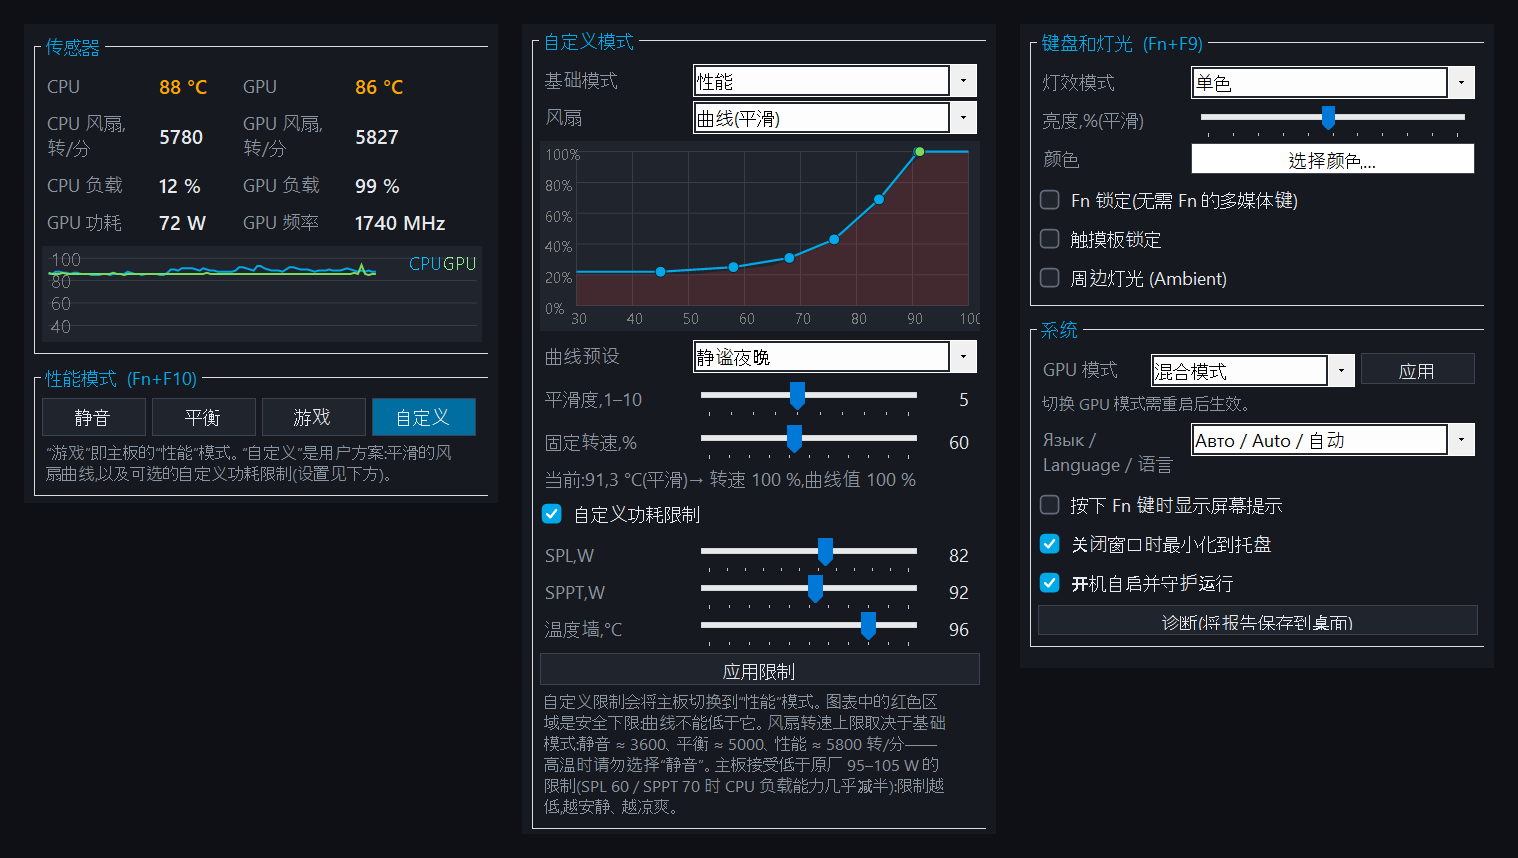 传感器
CPU 88 °C GPU 86 °C
CPU 风扇, 转/分 5780 GPU 风扇, 转/分 5827
CPU 负载 12 % GPU 负载 99 %
GPU 功耗 72 W GPU 频率 1740 MHz
100
80
60
40
CPU GPU
性能模式 (Fn+F10)
静音 平衡 游戏 自定义
“游戏”即主板的“性能”模式。“自定义”是用户方案:平滑的风
扇曲线,以及可选的自定义功耗限制(设置见下方)。
自定义模式
基础模式 性能
风扇 曲线(平滑)
100%
80%
60%
40%
20%
0%
30 40 50 60 70 80 90 100
曲线预设 静谧夜晚
平滑度,1–10 5
固定转速,% 60
当前:91,3 °C(平滑)→ 转速 100 %,曲线值 100 %
自定义功耗限制
SPL,W 82
SPPT,W 92
温度墙,°C 96
应用限制
自定义限制会将主板切换到“性能”模式。图表中的红色区
域是安全下限:曲线不能低于它。风扇转速上限取决于基础
模式:静音 ≈ 3600、平衡 ≈ 5000、性能 ≈ 5800 转/分——
高温时请勿选择“静音”。主板接受低于原厂 95–105 W 的
限制(SPL 60 / SPPT 70 时 CPU 负载能力几乎减半):限制越
低,越安静、越凉爽。
键盘和灯光 (Fn+F9)
灯效模式 单色
亮度,%(平滑)
颜色 选择颜色...
Fn 锁定(无需 Fn 的多媒体键)
触摸板锁定
周边灯光 (Ambient)
系统
GPU 模式 混合模式 应用
切换 GPU 模式需重启后生效。
Язык /
Language / 语言 Авто / Auto / 自动
按下 Fn 键时显示屏幕提示
关闭窗口时最小化到托盘
开机自启并守护运行
诊断(将报告保存到桌面)